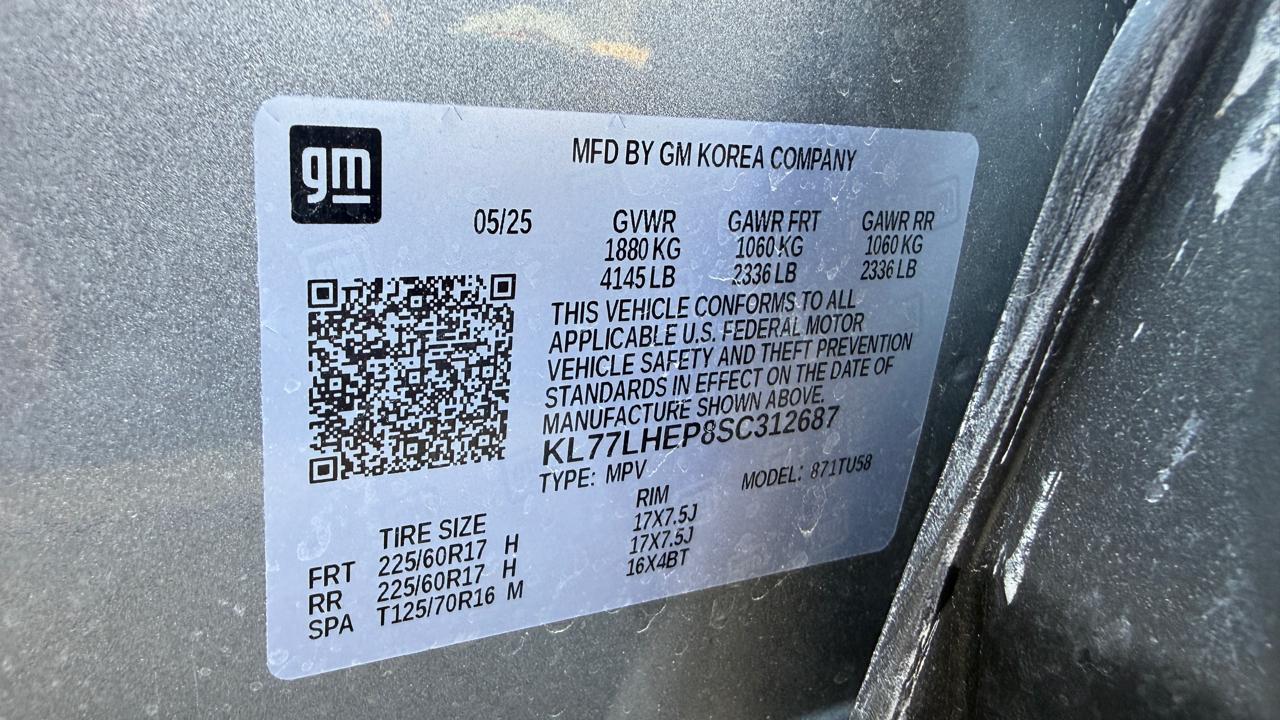 gm
MFD BY GM KOREA COMPANY
05/25 GVWR GAWR FRT GAWR RR
1880 KG 1060 KG 1060 KG
4145 LB 2336 LB 2336 LB
THIS VEHICLE CONFORMS TO ALL
APPLICABLE U.S. FEDERAL MOTOR
VEHICLE SAFETY AND THEFT PREVENTION
STANDARDS IN EFFECT ON THE DATE OF
MANUFACTURE SHOWN ABOVE.
KL77LHEP8SC312687
TYPE: MPV MODEL: 871TU58
TIRE SIZE RIM
FRT 225/60R17 H 17X7.5J
RR 225/60R17 H 17X7.5J
SPA T125/70R16 M 16X4BT